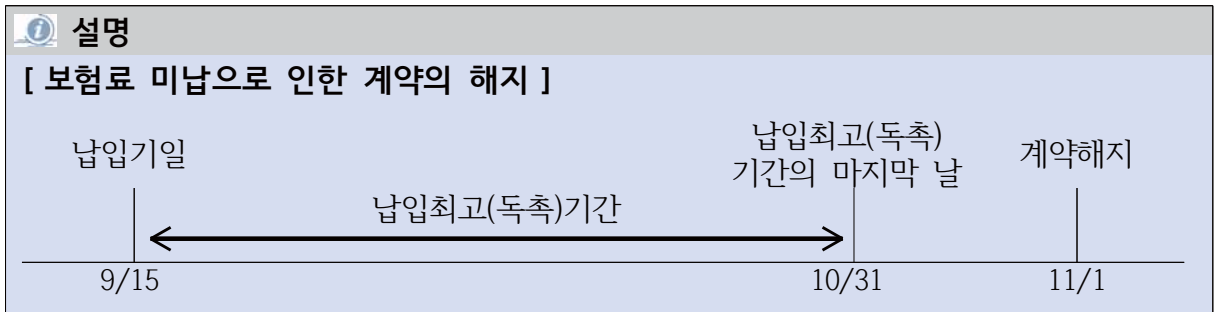 설명
[ 보험료 미납으로 인한 계약의 해지 ]
납입기일
납입최고(독촉)
기간의 마지막 날
계약해지
납입최고(독촉)기간
9/15
10/31
11/1